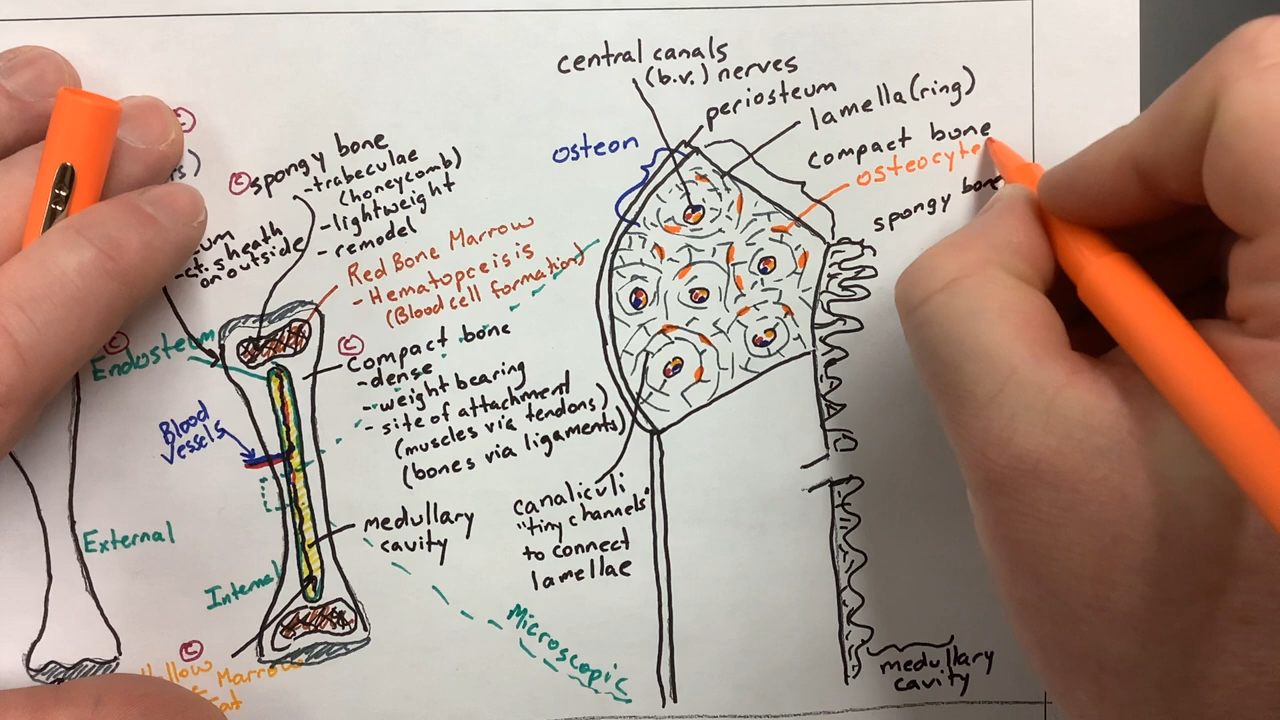 central canals
(b.v.) nerves
periosteum
lamella (ring)
compact bone
osteocyte
spongy bone
osteon
© spongy bone
-trabeculae
(honeycomb)
-lightweight
- remodel
Red Bone Marrow
- Hematopoeisis
(Blood cell formation)
©
rs)
um
-ct. sheath
on outside
©
Endosteum
© Compact bone
-dense
-weight bearing
- site of attachment
(muscles via tendons)
(bones via ligaments)
Blood
Vessels
medullary
cavity
canaliculi
"tiny channels"
to connect
lamellae
External
Internal
Microscopic
©
Marrow
medullary
cavity